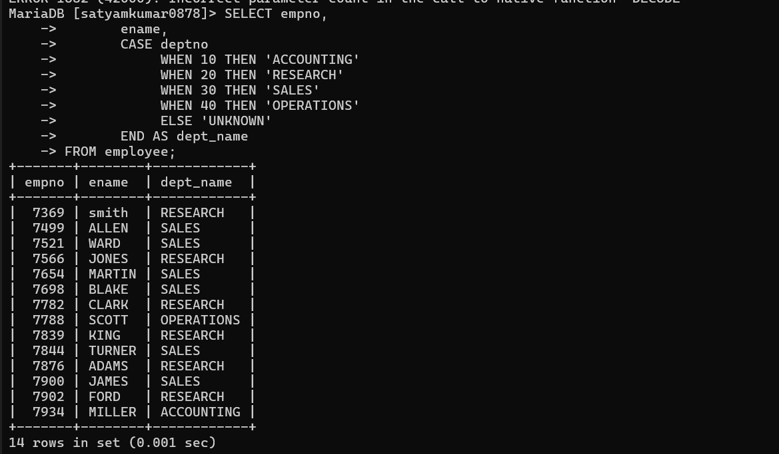 ERROR 1582 (42000): Incorrect parameter count in the call to native function 'DECODE'
MariaDB [satyamkumar0878]> SELECT empno,
    ->        ename,
    ->        CASE deptno
    ->             WHEN 10 THEN 'ACCOUNTING'
    ->             WHEN 20 THEN 'RESEARCH'
    ->             WHEN 30 THEN 'SALES'
    ->             WHEN 40 THEN 'OPERATIONS'
    ->             ELSE 'UNKNOWN'
    ->        END AS dept_name
    -> FROM employee;
+-------+--------+------------+
| empno | ename  | dept_name  |
+-------+--------+------------+
|  7369 | smith  | RESEARCH   |
|  7499 | ALLEN  | SALES      |
|  7521 | WARD   | SALES      |
|  7566 | JONES  | RESEARCH   |
|  7654 | MARTIN | SALES      |
|  7698 | BLAKE  | SALES      |
|  7782 | CLARK  | RESEARCH   |
|  7788 | SCOTT  | OPERATIONS |
|  7839 | KING   | RESEARCH   |
|  7844 | TURNER | SALES      |
|  7876 | ADAMS  | RESEARCH   |
|  7900 | JAMES  | SALES      |
|  7902 | FORD   | RESEARCH   |
|  7934 | MILLER | ACCOUNTING |
+-------+--------+------------+
14 rows in set (0.001 sec)